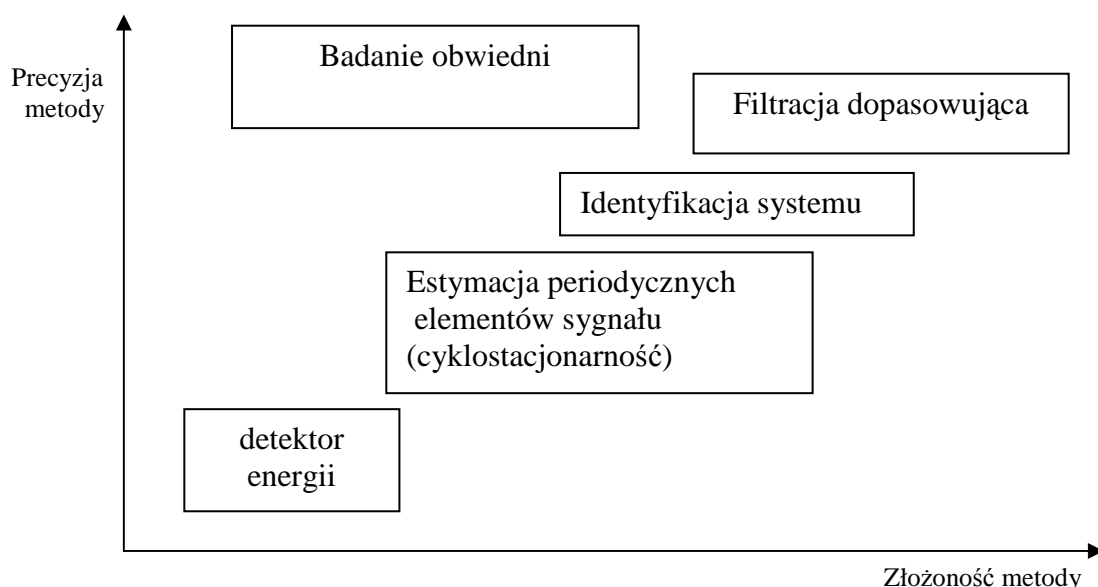 Badanie obwiedni
Precyzja
metody
Filtracja dopasowująca
Identyfikacja systemu
Estymacja periodycznych
elementów sygnału
(cyklostacjonarność)
detektor
energii
Złożoność metody